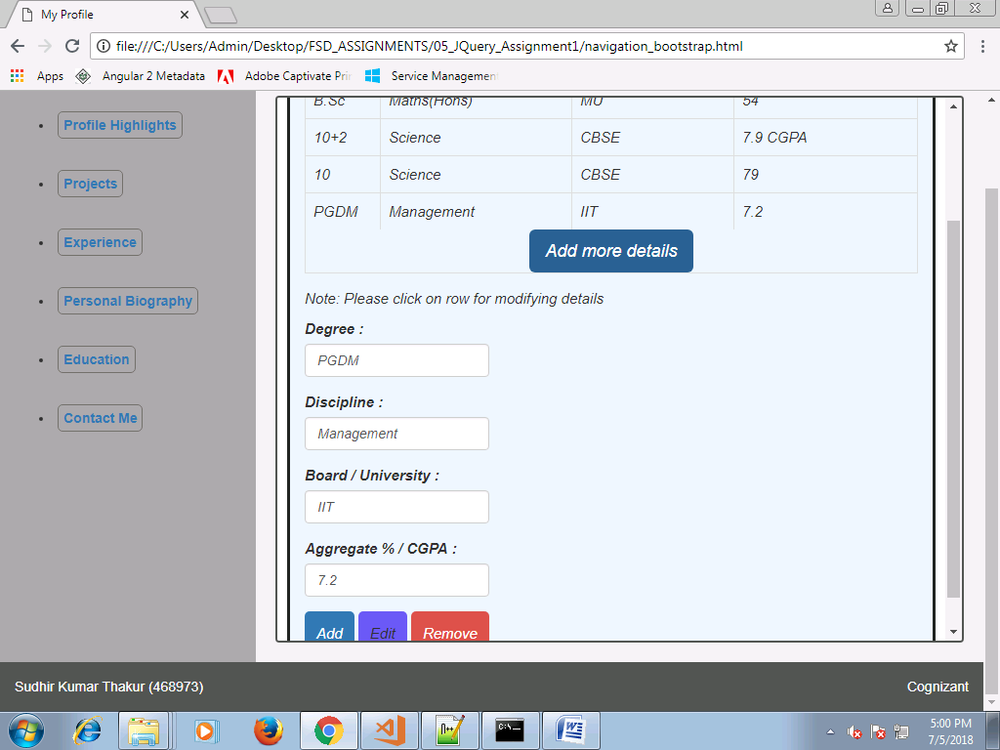 My Profile
file:///C:/Users/Admin/Desktop/FSD_ASSIGNMENTS/05_JQuery_Assignment1/navigation_bootstrap.html
Apps Angular 2 Metadata Adobe Captivate Pri Service Managemen
Profile Highlights
Projects
Experience
Personal Biography
Education
Contact Me
B.Sc Maths(Hons) MU 54
10+2 Science CBSE 7.9 CGPA
10 Science CBSE 79
PGDM Management IIT 7.2
Add more details
Note: Please click on row for modifying details
Degree :
PGDM
Discipline :
Management
Board / University :
IIT
Aggregate % / CGPA :
7.2
Add Edit Remove
Sudhir Kumar Thakur (468973) Cognizant
5:00 PM
7/5/2018